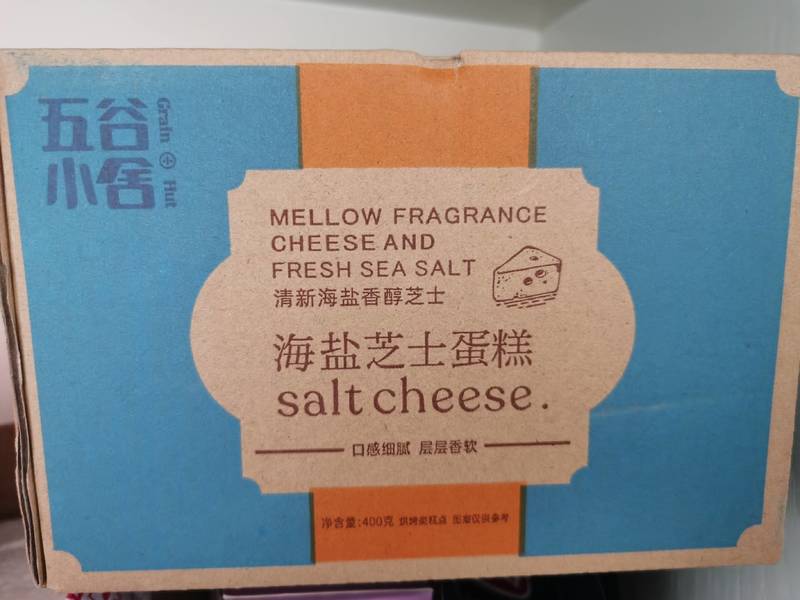 五谷
小舍
Grain Hut
MELLOW FRAGRANCE
CHEESE AND
FRESH SEA SALT
清新海盐香醇芝士
海盐芝士蛋糕
salt cheese.
口感细腻 层层香软
净含量:400克 烘烤类糕点 图案仅供参考